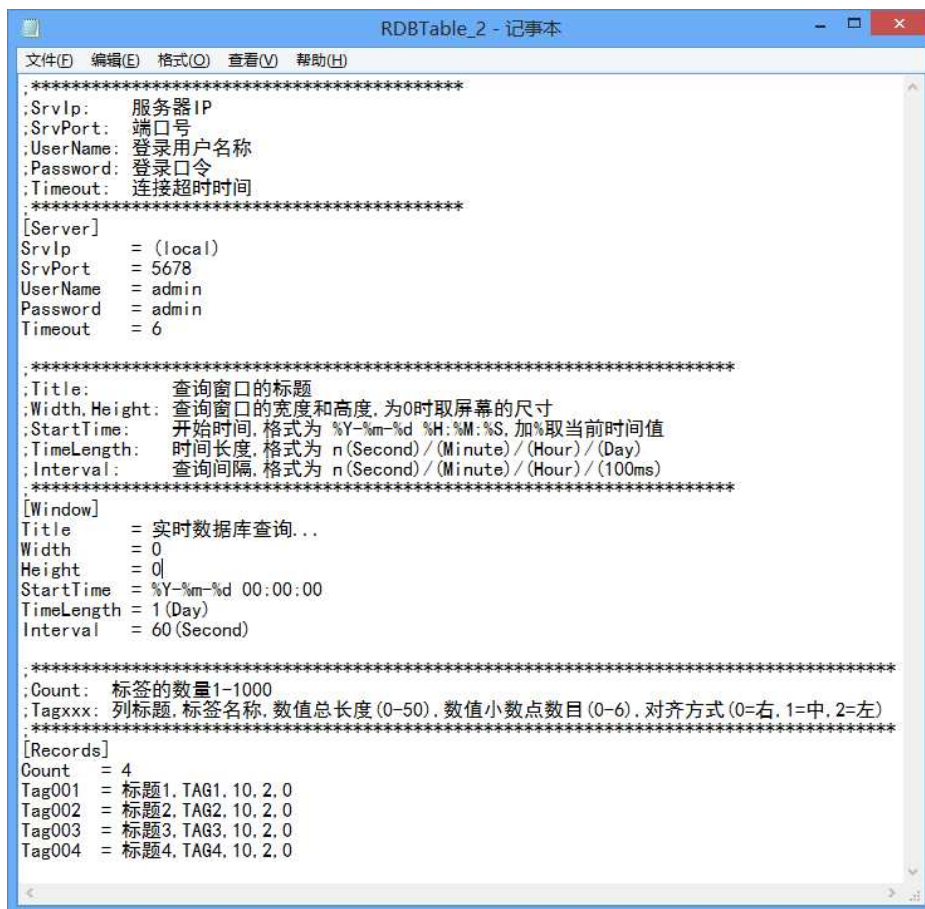 RDBTable_2 - 记事本
文件(F) 编辑(E) 格式(O) 查看(V) 帮助(H)
;******************************************
;SrvIp: 服务器IP
;SrvPort: 端口号
;UserName: 登录用户名称
;Password: 登录口令
;Timeout: 连接超时时间
;******************************************
[Server]
SrvIp = (local)
SrvPort = 5678
UserName = admin
Password = admin
Timeout = 6
;********************************************************************
;Title: 查询窗口的标题
;Width,Height: 查询窗口的宽度和高度,为0时取屏幕的尺寸
;StartTime: 开始时间,格式为 %Y-%m-%d %H:%M:%S,加%取当前时间值
;TimeLength: 时间长度,格式为 n(Second)/(Minute)/(Hour)/(Day)
;Interval: 查询间隔,格式为 n(Second)/(Minute)/(Hour)/(100ms)
;********************************************************************
[Window]
Title = 实时数据库查询...
Width = 0
Height = 0
StartTime = %Y-%m-%d 00:00:00
TimeLength = 1(Day)
Interval = 60(Second)
;************************************************************************************
;Count: 标签的数量1-1000
;Tagxxx: 列标题,标签名称,数值总长度(0-50),数值小数点数目(0-6),对齐方式(0=右,1=中,2=左)
;************************************************************************************
[Records]
Count = 4
Tag001 = 标题1,TAG1,10,2,0
Tag002 = 标题2,TAG2,10,2,0
Tag003 = 标题3,TAG3,10,2,0
Tag004 = 标题4,TAG4,10,2,0